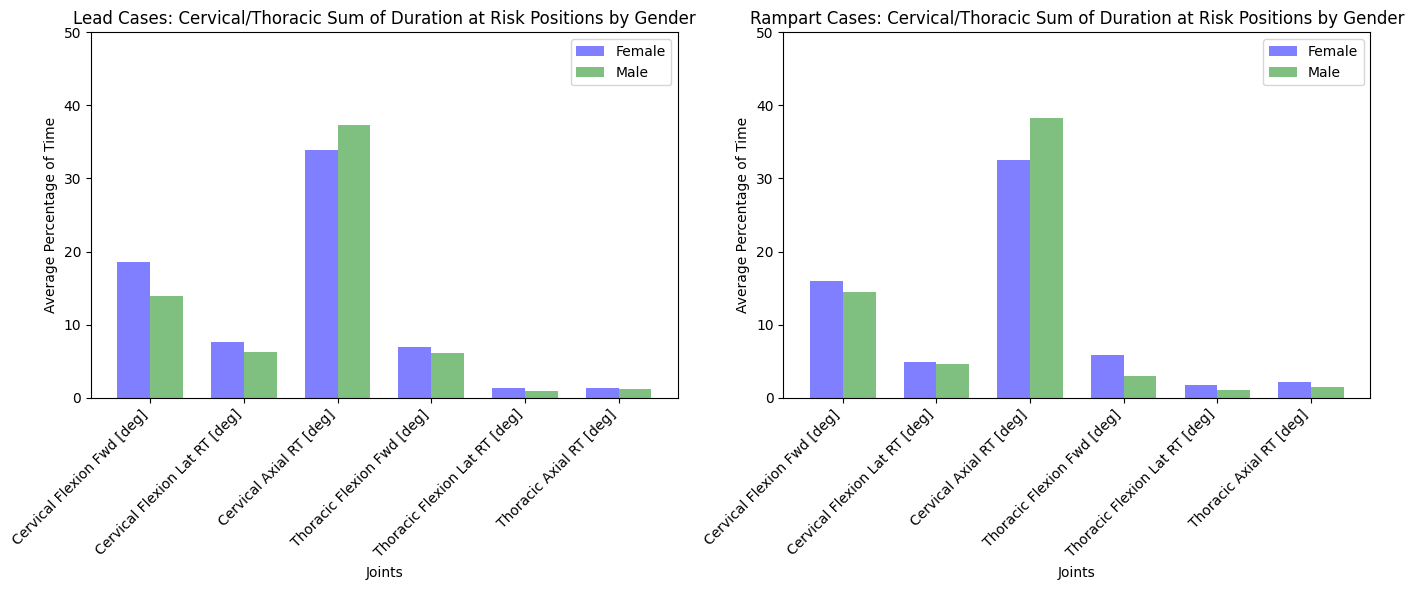 Lead Cases: Cervical/Thoracic Sum of Duration at Risk Positions by Gender
Average Percentage of Time
50
40
30
20
10
0
Female
Male
Cervical Flexion Fwd [deg]
Cervical Flexion Lat RT [deg]
Cervical Axial RT [deg]
Thoracic Flexion Fwd [deg]
Thoracic Flexion Lat RT [deg]
Thoracic Axial RT [deg]
Joints
Rampart Cases: Cervical/Thoracic Sum of Duration at Risk Positions by Gender
Average Percentage of Time
50
40
30
20
10
0
Female
Male
Cervical Flexion Fwd [deg]
Cervical Flexion Lat RT [deg]
Cervical Axial RT [deg]
Thoracic Flexion Fwd [deg]
Thoracic Flexion Lat RT [deg]
Thoracic Axial RT [deg]
Joints